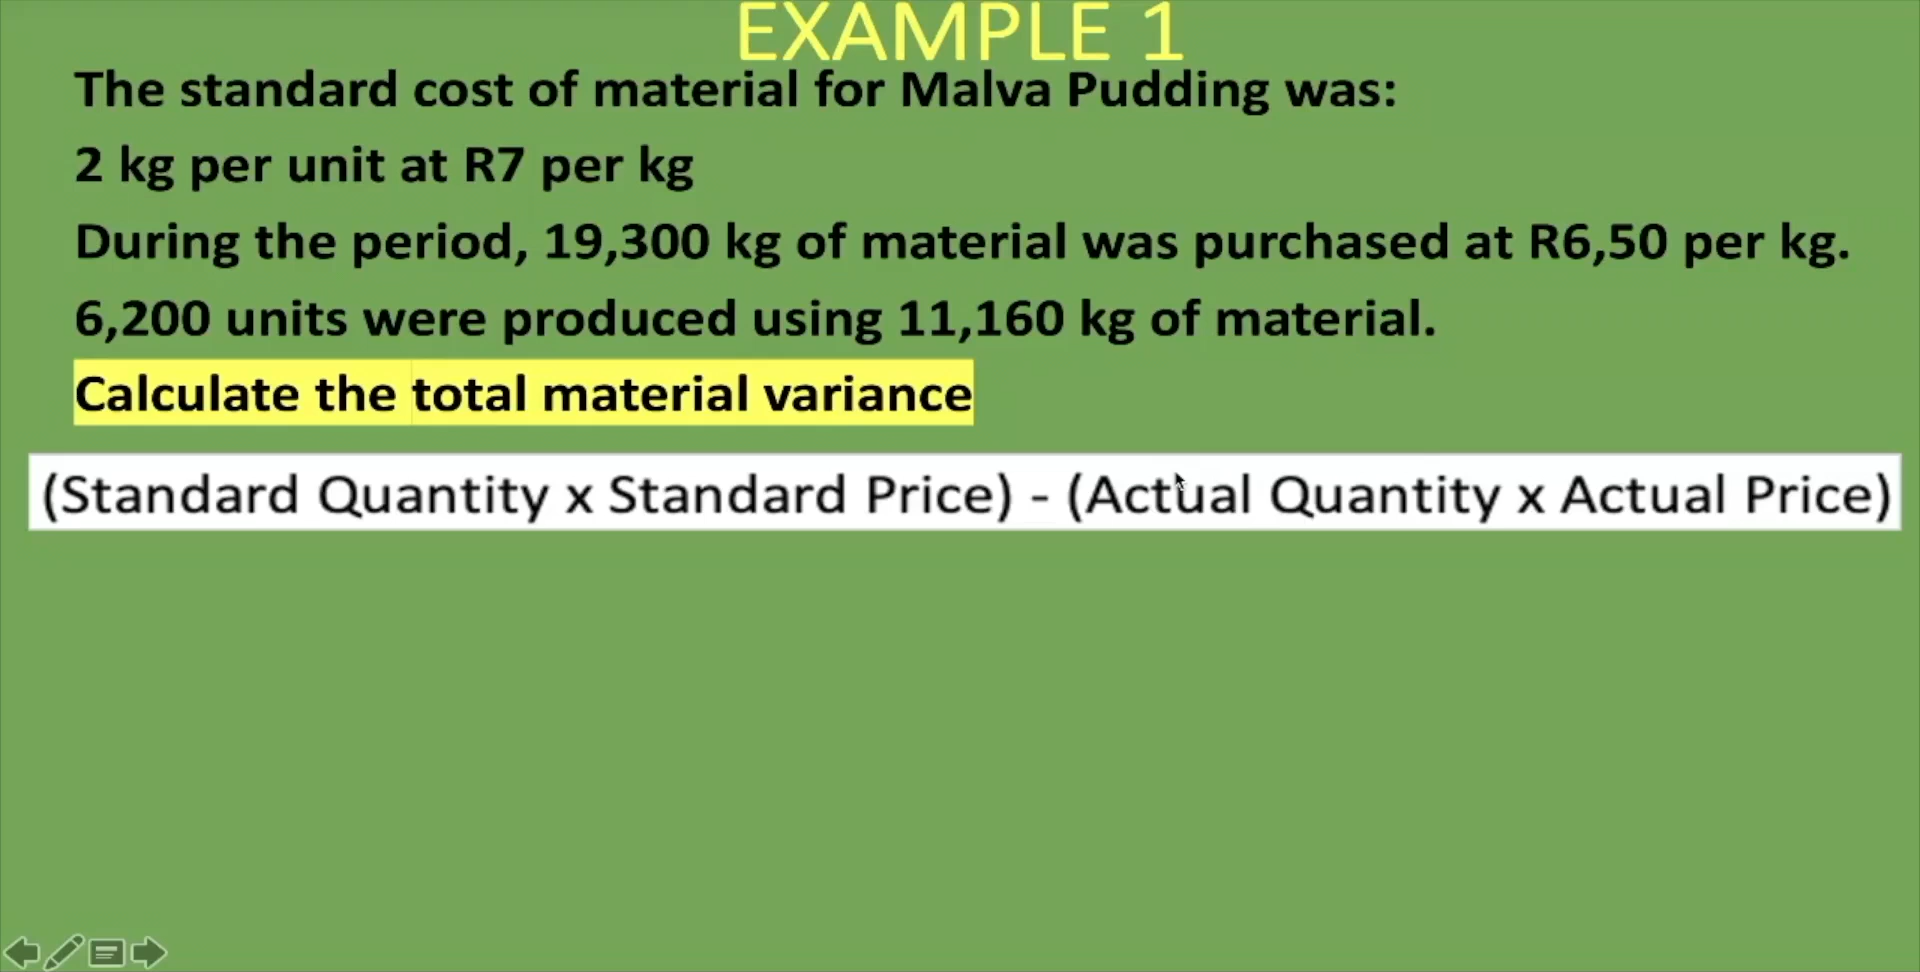 EXAMPLE 1
The standard cost of material for Malva Pudding was:
2 kg per unit at R7 per kg
During the period, 19,300 kg of material was purchased at R6,50 per kg.
6,200 units were produced using 11,160 kg of material.
Calculate the total material variance
(Standard Quantity x Standard Price) - (Actual Quantity x Actual Price)